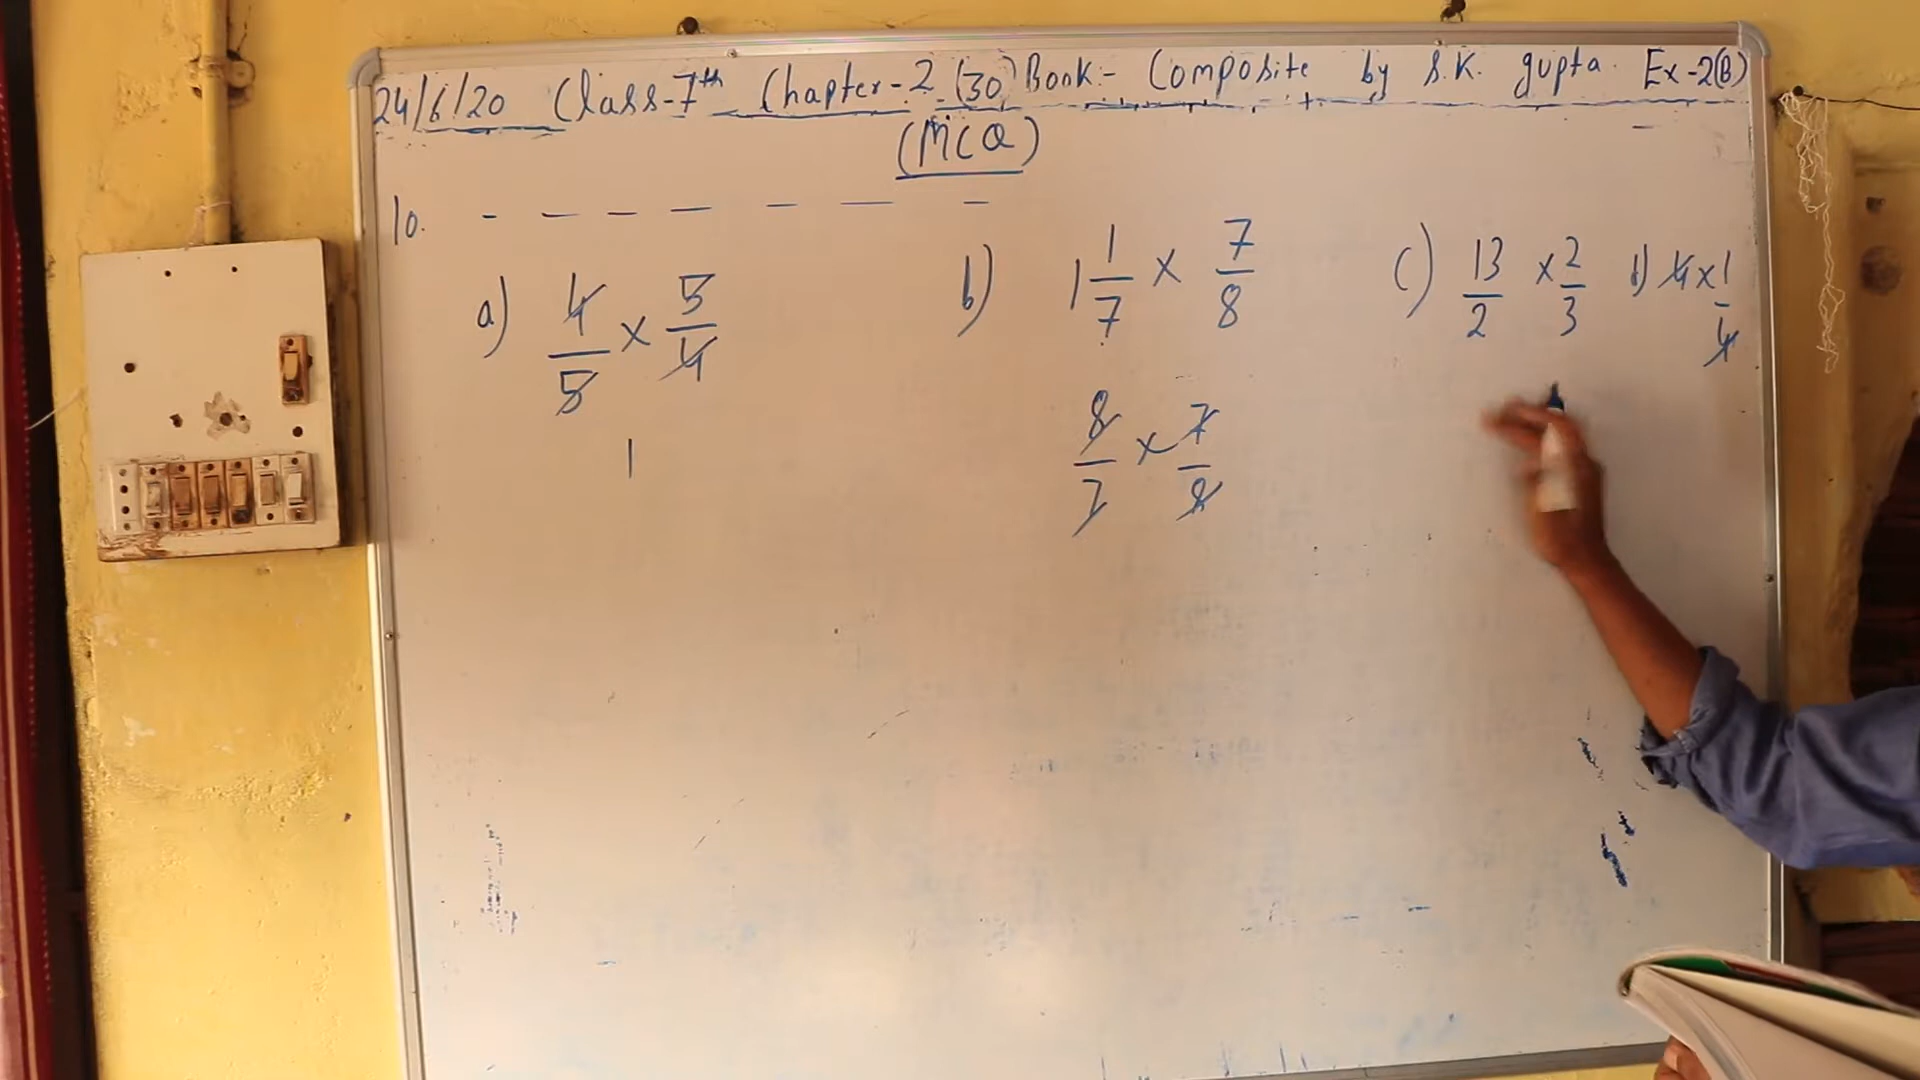 24/6/20 Class-7th Chapter-2 (30) Book:- Composite by S.K. gupta. Ex-2(B)
(MCQ)
10. - - - - - - -
a) 4/5 × 5/4 b) 1 1/7 × 7/8 c) 13/2 × 2/3 d) 4×1/4
1 8/7 × 7/8